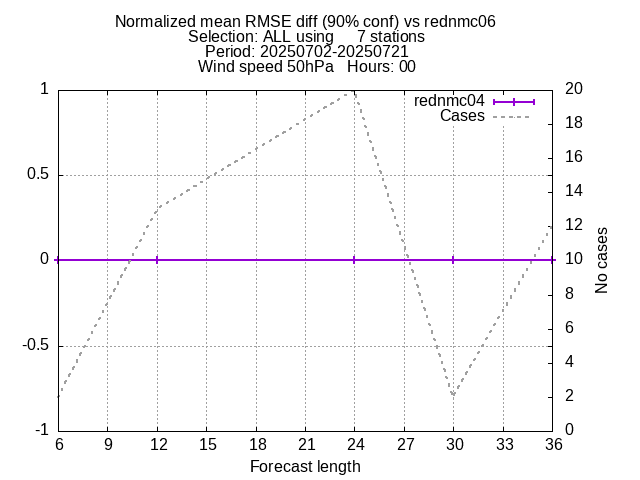 Normalized mean RMSE diff (90% conf) vs rednmc06
Selection: ALL using     7 stations
Period: 20250702-20250721
Wind speed 50hPa   Hours: 00
rednmc04
Cases
1
0.5
0
-0.5
-1
20
18
16
14
12
10
8
6
4
2
0
No cases
6 9 12 15 18 21 24 27 30 33 36
Forecast length